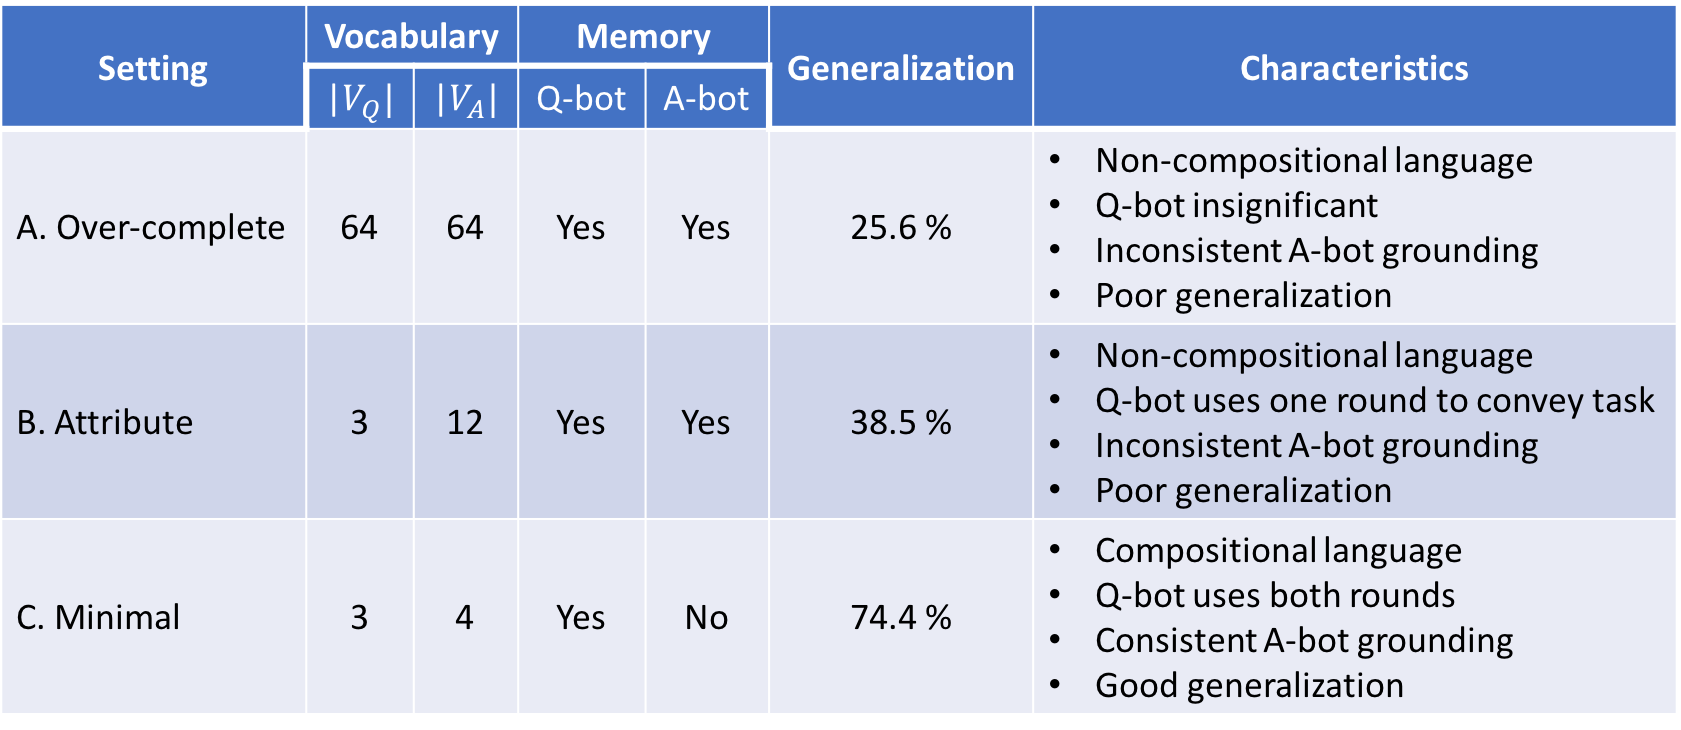 Setting Vocabulary Memory Generalization Characteristics
|V_Q| |V_A| Q-bot A-bot
A. Over-complete 64 64 Yes Yes 25.6 %
• Non-compositional language
• Q-bot insignificant
• Inconsistent A-bot grounding
• Poor generalization
B. Attribute 3 12 Yes Yes 38.5 %
• Non-compositional language
• Q-bot uses one round to convey task
• Inconsistent A-bot grounding
• Poor generalization
C. Minimal 3 4 Yes No 74.4 %
• Compositional language
• Q-bot uses both rounds
• Consistent A-bot grounding
• Good generalization